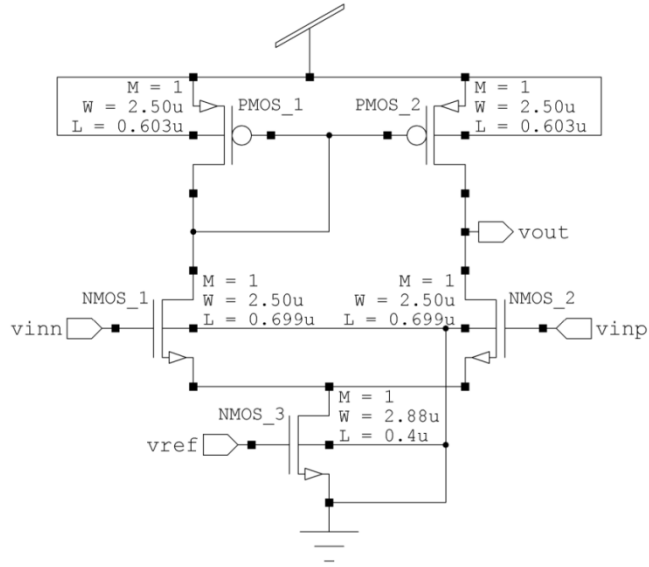 M = 1
W = 2.50u
L = 0.603u
PMOS_1
PMOS_2
M = 1
W = 2.50u
L = 0.603u
vout
NMOS_1
M = 1
W = 2.50u
L = 0.699u
M = 1
W = 2.50u
L = 0.699u
NMOS_2
vinn
vinp
NMOS_3
M = 1
W = 2.88u
L = 0.4u
vref